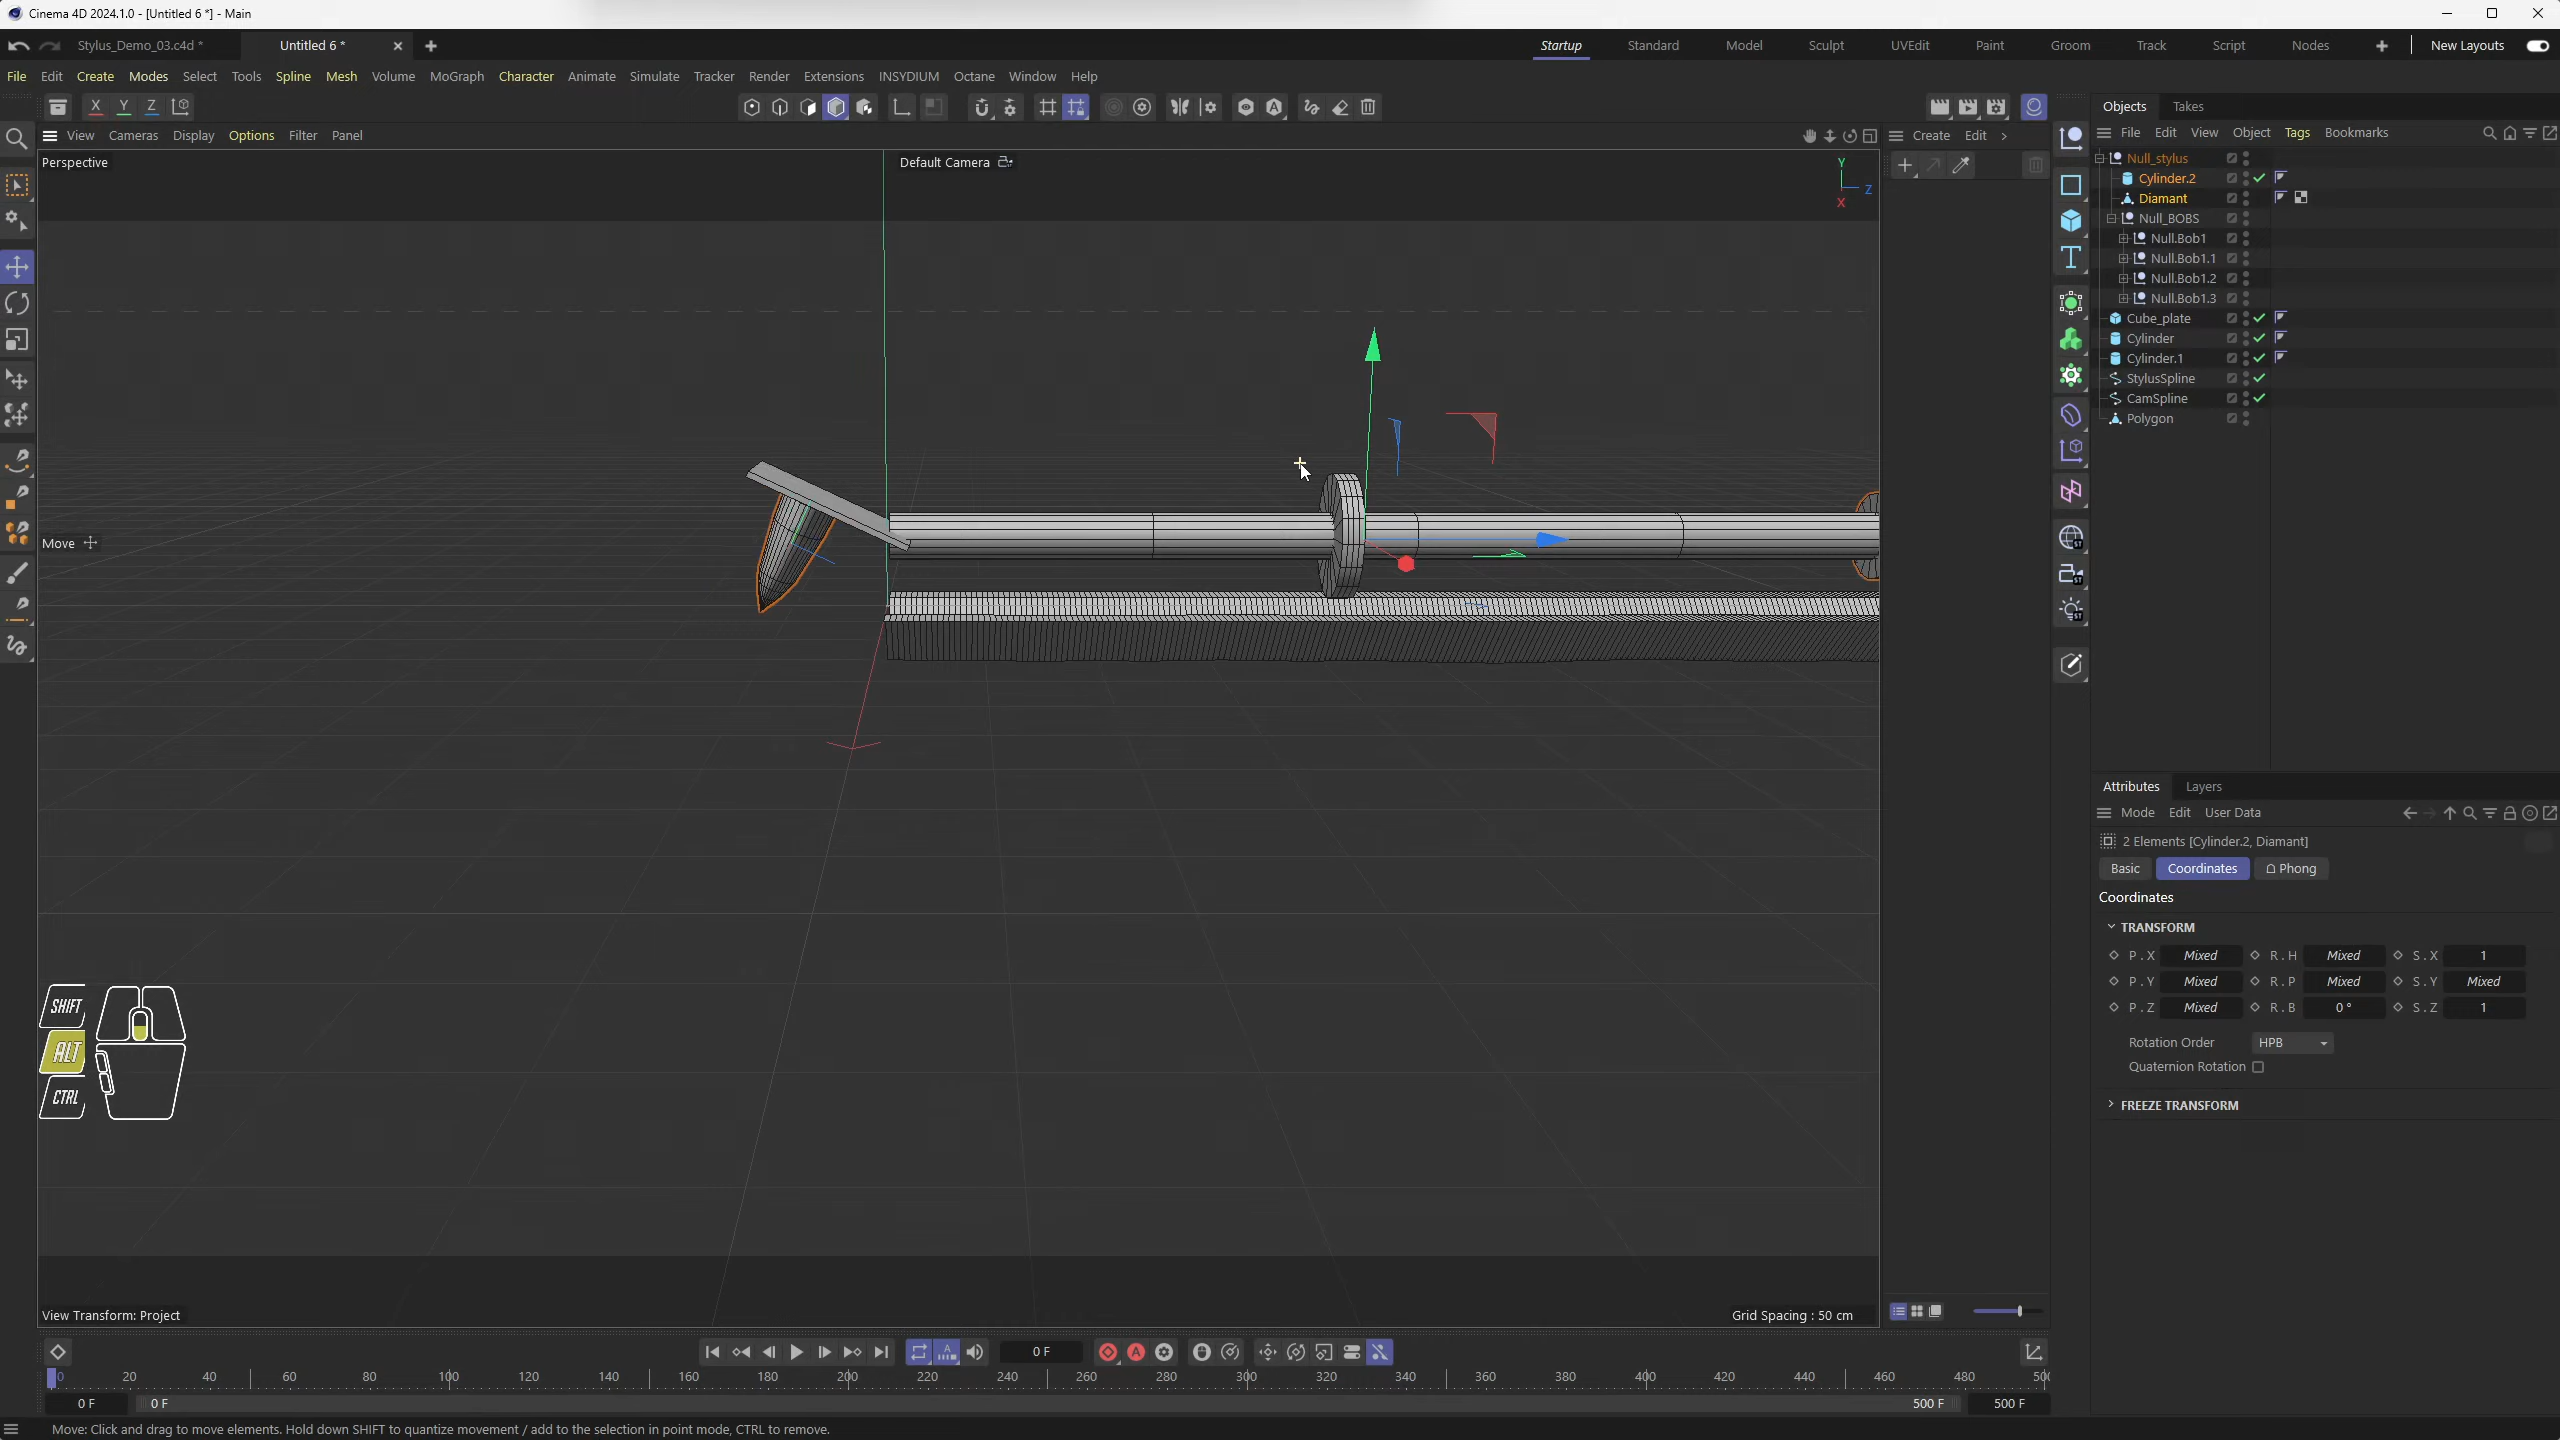 Cinema 4D 2024.1.0 - [Untitled 6 *] - Main
Stylus_Demo_03.c4d *
Untitled 6 *
Startup
Standard
Model
Sculpt
UVEdit
Paint
Groom
Track
Script
Nodes
New Layouts
File Edit Create Modes Select Tools Spline Mesh Volume MoGraph Character Animate Simulate Tracker Render Extensions INSYDIUM Octane Window Help
X Y Z
Objects Takes
View Cameras Display Options Filter Panel
Create Edit
File Edit View Object Tags Bookmarks
Perspective
Default Camera
Y
Z
X
Null_stylus
Cylinder.2
Diamant
Null_BOBS
Null.Bob1
Null.Bob1.1
Null.Bob1.2
Null.Bob1.3
Cube_plate
Cylinder
Cylinder.1
StylusSpline
CamSpline
Polygon
Move
Attributes Layers
Mode Edit User Data
2 Elements [Cylinder.2, Diamant]
Basic Coordinates Phong
Coordinates
TRANSFORM
P . X Mixed R . H Mixed S . X 1
P . Y Mixed R . P Mixed S . Y Mixed
P . Z Mixed R . B 0 ° S . Z 1
Rotation Order HPB
Quaternion Rotation
FREEZE TRANSFORM
SHIFT
ALT
CTRL
View Transform: Project
Grid Spacing : 50 cm
0 F
0 20 40 60 80 100 120 140 160 180 200 220 240 260 280 300 320 340 360 380 400 420 440 460 480 50
0 F 0 F 500 F 500 F
Move: Click and drag to move elements. Hold down SHIFT to quantize movement / add to the selection in point mode, CTRL to remove.